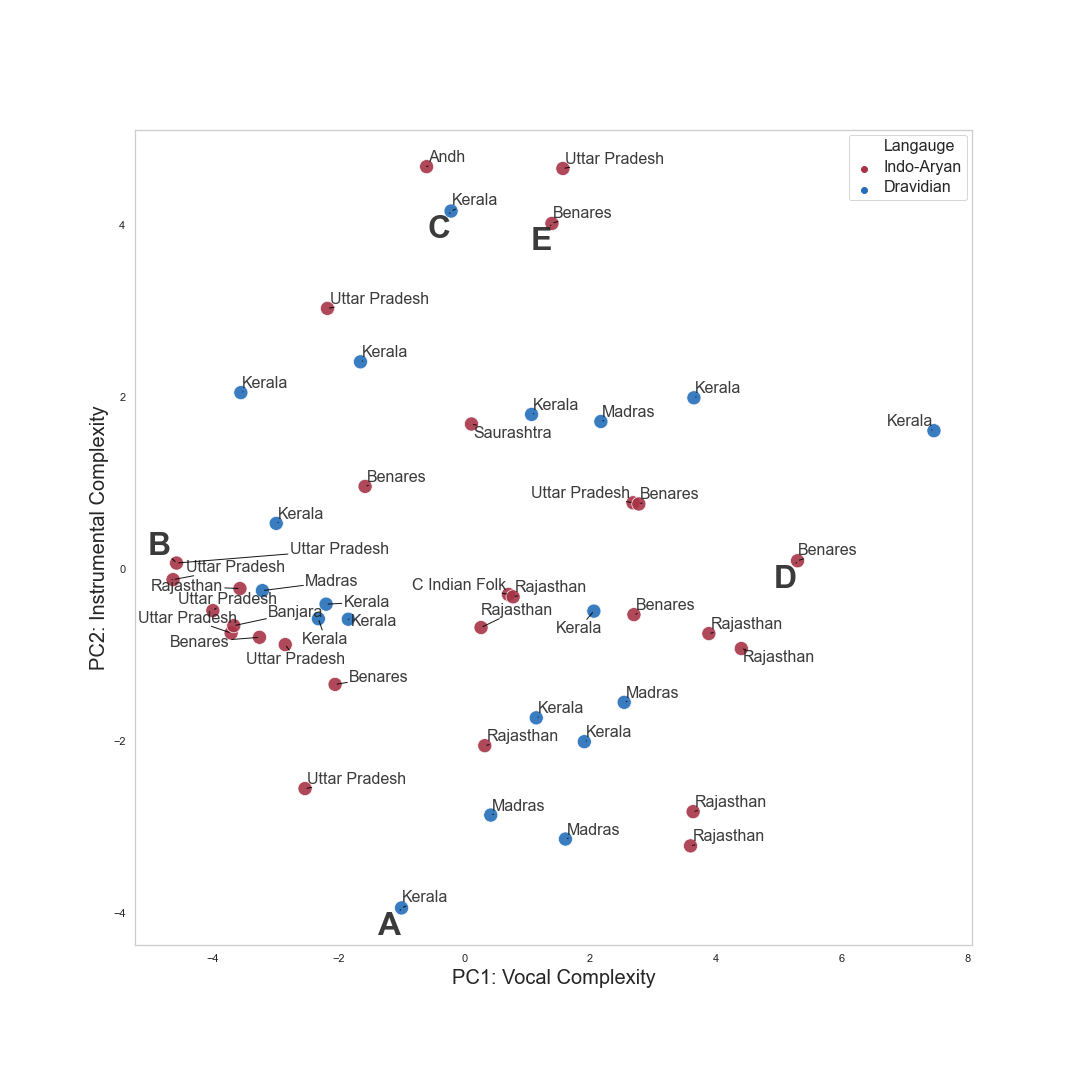 Langauge
Indo-Aryan
Dravidian
Andh
Uttar Pradesh
Kerala
C
Benares
E
4
Uttar Pradesh
Kerala
Kerala
Kerala
2
Kerala
Madras
Kerala
Saurashtra
Benares
Uttar Pradesh
Benares
Kerala
B
Uttar Pradesh
Benares
0
Uttar Pradesh
D
Rajasthan
Madras
C Indian Folk
Rajasthan
Uttar Pradesh
Kerala
Benares
Banjara
Rajasthan
Uttar Pradesh
Kerala
Kerala
Rajasthan
Benares
Kerala
Uttar Pradesh
Rajasthan
Benares
Madras
Kerala
Kerala
Rajasthan
−2
Uttar Pradesh
Rajasthan
Madras
Madras
Rajasthan
Kerala
−4
A
−4
−2
0
2
4
6
8
PC1: Vocal Complexity
PC2: Instrumental Complexity